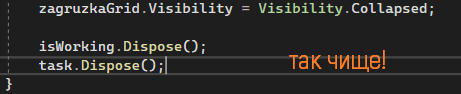 zagruzkaGrid.Visibility = Visibility.Collapsed;
isWorking.Dispose();
task.Dispose();
так чище!
}